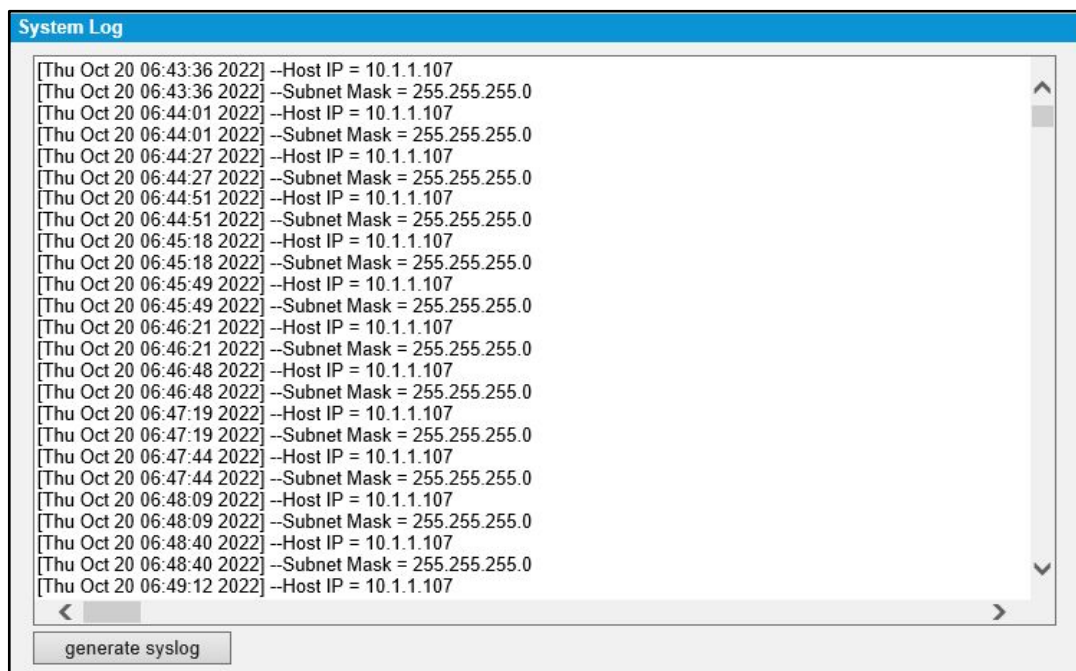 System Log
[Thu Oct 20 06:43:36 2022] --Host IP = 10.1.1.107
[Thu Oct 20 06:43:36 2022] --Subnet Mask = 255.255.255.0
[Thu Oct 20 06:44:01 2022] --Host IP = 10.1.1.107
[Thu Oct 20 06:44:01 2022] --Subnet Mask = 255.255.255.0
[Thu Oct 20 06:44:27 2022] --Host IP = 10.1.1.107
[Thu Oct 20 06:44:27 2022] --Subnet Mask = 255.255.255.0
[Thu Oct 20 06:44:51 2022] --Host IP = 10.1.1.107
[Thu Oct 20 06:44:51 2022] --Subnet Mask = 255.255.255.0
[Thu Oct 20 06:45:18 2022] --Host IP = 10.1.1.107
[Thu Oct 20 06:45:18 2022] --Subnet Mask = 255.255.255.0
[Thu Oct 20 06:45:49 2022] --Host IP = 10.1.1.107
[Thu Oct 20 06:45:49 2022] --Subnet Mask = 255.255.255.0
[Thu Oct 20 06:46:21 2022] --Host IP = 10.1.1.107
[Thu Oct 20 06:46:21 2022] --Subnet Mask = 255.255.255.0
[Thu Oct 20 06:46:48 2022] --Host IP = 10.1.1.107
[Thu Oct 20 06:46:48 2022] --Subnet Mask = 255.255.255.0
[Thu Oct 20 06:47:19 2022] --Host IP = 10.1.1.107
[Thu Oct 20 06:47:19 2022] --Subnet Mask = 255.255.255.0
[Thu Oct 20 06:47:44 2022] --Host IP = 10.1.1.107
[Thu Oct 20 06:47:44 2022] --Subnet Mask = 255.255.255.0
[Thu Oct 20 06:48:09 2022] --Host IP = 10.1.1.107
[Thu Oct 20 06:48:09 2022] --Subnet Mask = 255.255.255.0
[Thu Oct 20 06:48:40 2022] --Host IP = 10.1.1.107
[Thu Oct 20 06:48:40 2022] --Subnet Mask = 255.255.255.0
[Thu Oct 20 06:49:12 2022] --Host IP = 10.1.1.107
generate syslog